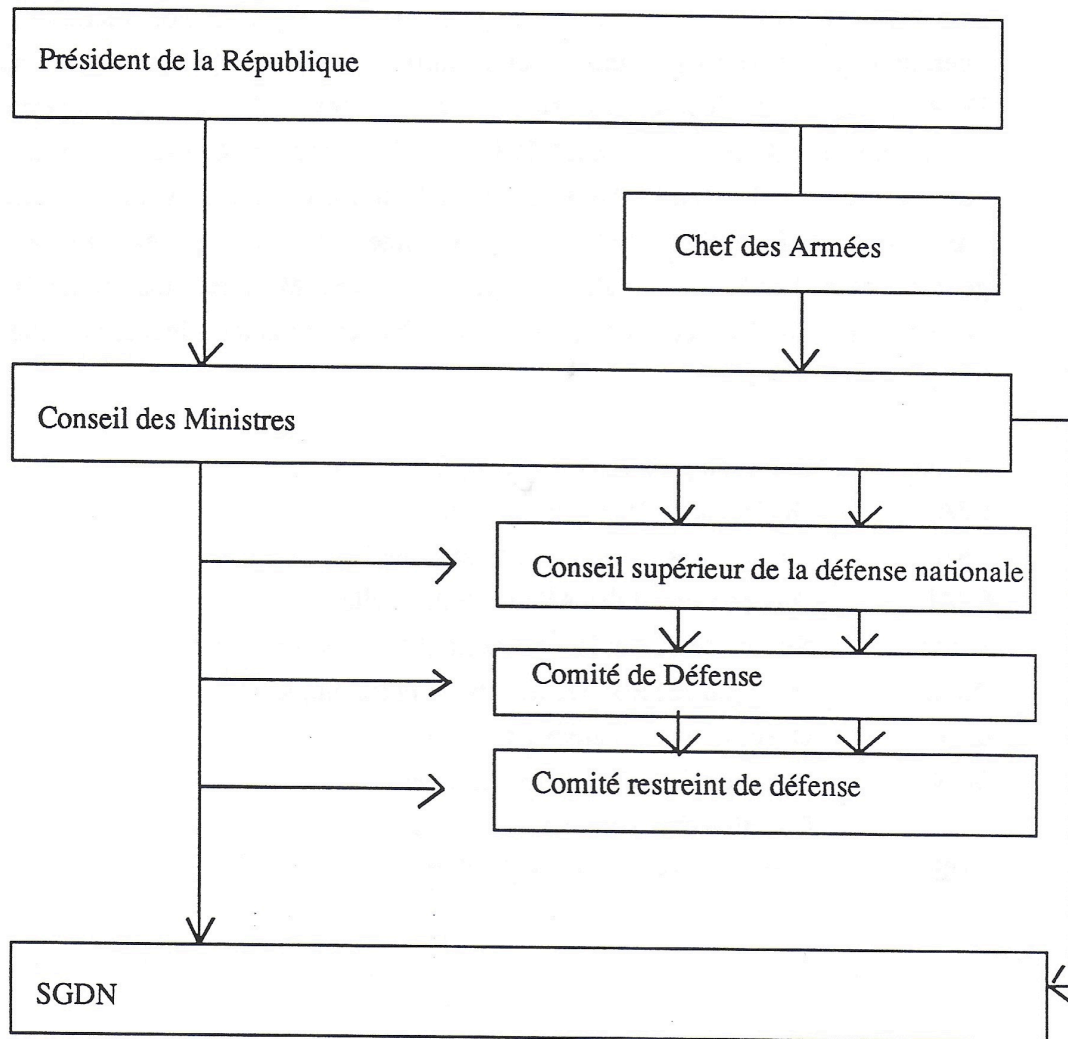 Président de la République
Chef des Armées
Conseil des Ministres
Conseil supérieur de la défense nationale
Comité de Défense
Comité restreint de défense
SGDN